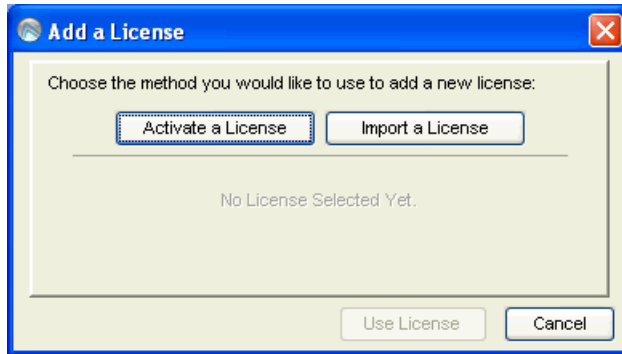 Add a License
Choose the method you would like to use to add a new license:
Activate a License Import a License
No License Selected Yet.
Use License Cancel